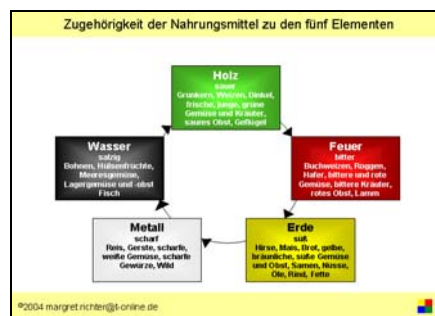 Zugehörigkeit der Nahrungsmittel zu den fünf Elementen
Holz
sauer
Grünkern, Weizen, Dinkel,
frische, junge, grüne
Gemüse und Kräuter,
saures Obst, Geflügel
Feuer
bitter
Buchweizen, Roggen,
Hafer, bittere und rote
Gemüse, bittere Kräuter,
rotes Obst, Lamm
Erde
süß
Hirse, Mais, Brot, gelbe,
bräunliche, süße Gemüse
und Obst, Samen, Nüsse,
Öle, Rind, Fette
Metall
scharf
Reis, Gerste, scharfe,
weiße Gemüse, scharfe
Gewürze, Wild
Wasser
salzig
Bohnen, Hülsenfrüchte,
Meeresgemüse,
Lagergemüse und -obst
Fisch
©2004 margret.richter@t-online.de